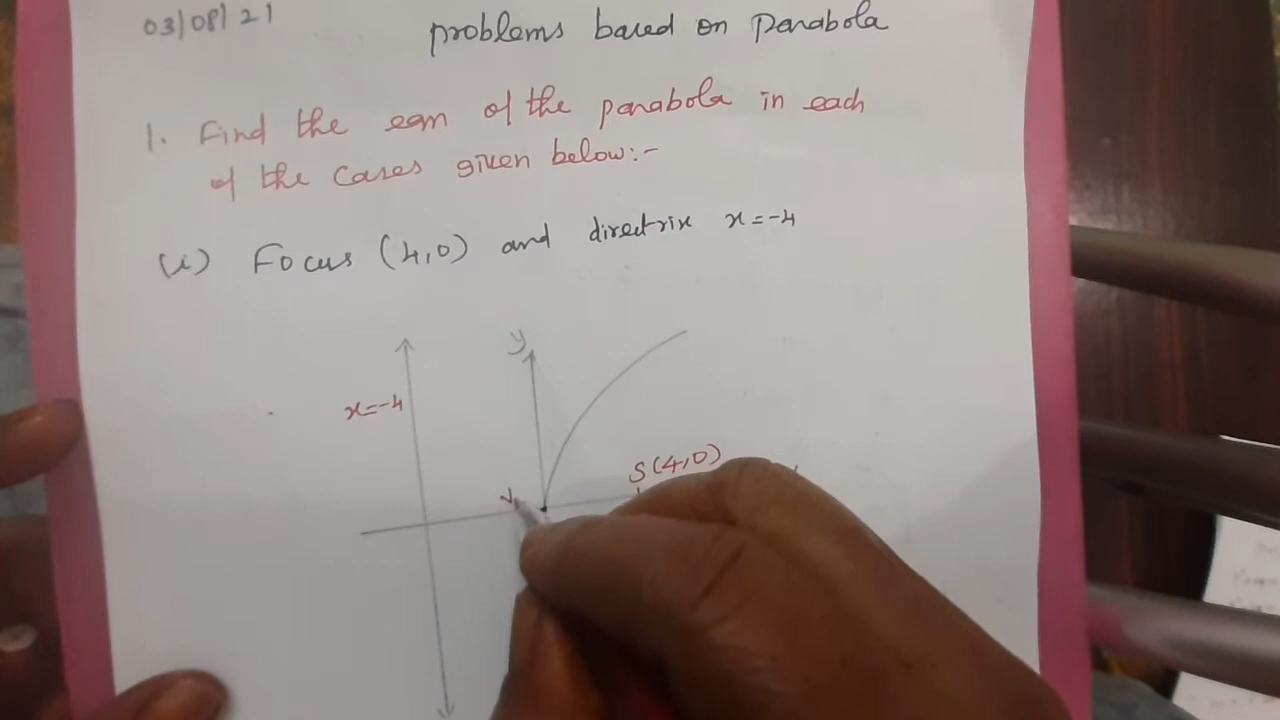 03/08/21
problems based on parabola
1. Find the eqn of the parabola in each
of the cases given below:-
(i) Focus (4,0) and directrix x=-4
y
x=-4
S(4,0)
V